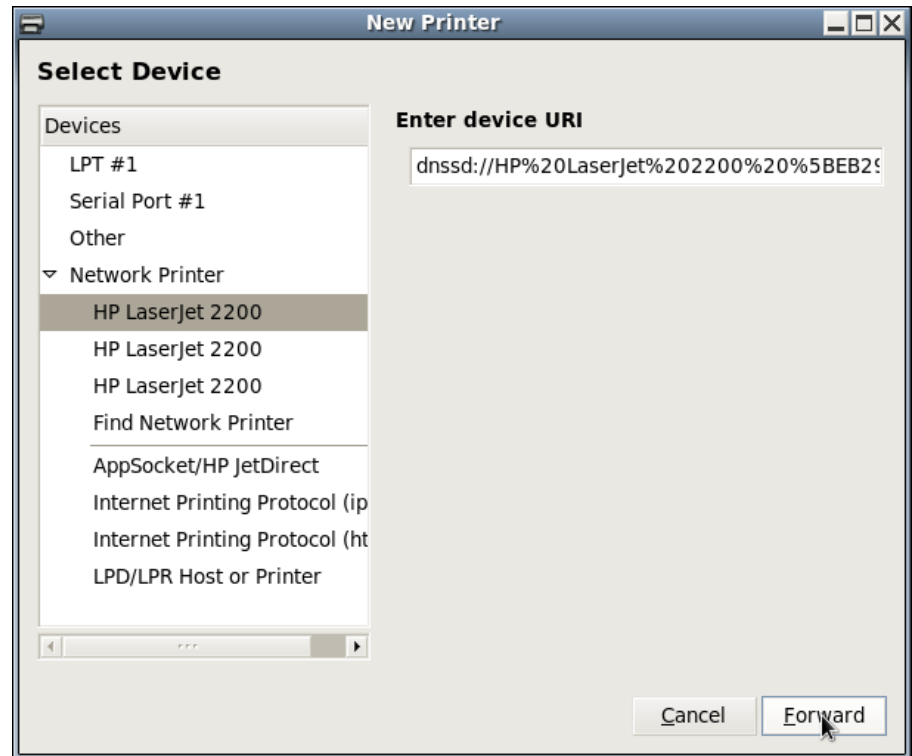 New Printer
Select Device
Devices
LPT #1
Serial Port #1
Other
Network Printer
HP LaserJet 2200
HP LaserJet 2200
HP LaserJet 2200
Find Network Printer
AppSocket/HP JetDirect
Internet Printing Protocol (ip
Internet Printing Protocol (ht
LPD/LPR Host or Printer
Enter device URI
dnssd://HP%20LaserJet%202200%20%5BEB29
Cancel
Forward